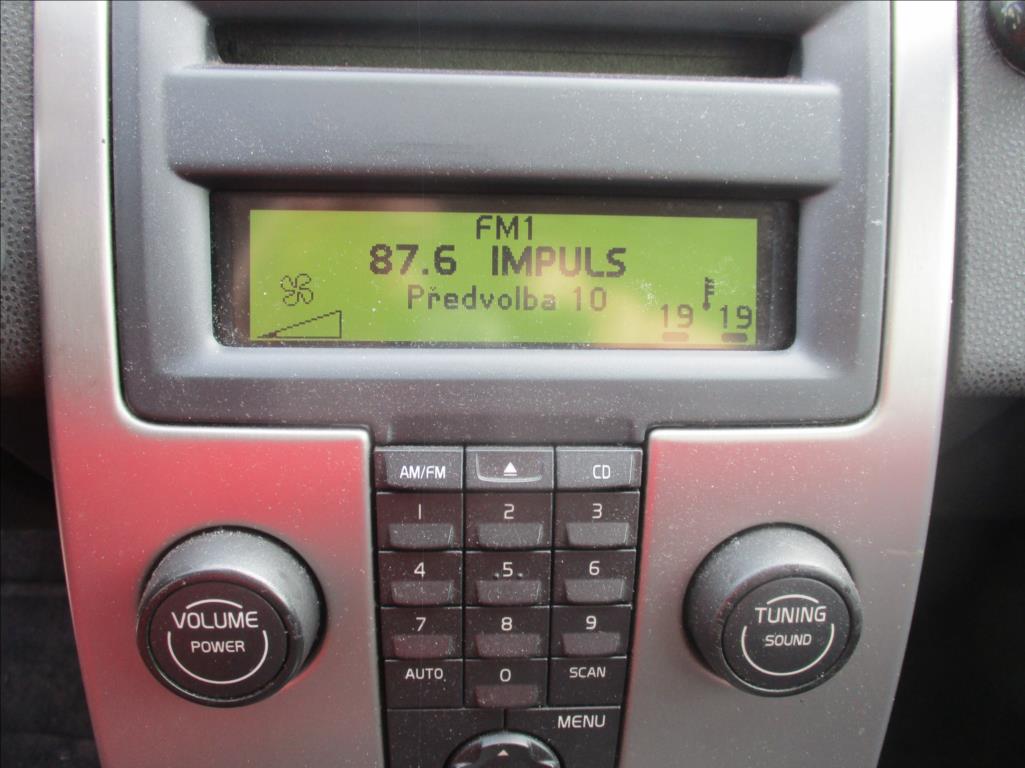 FM1
87.6 IMPULS
Předvolba 10
19 19
AM/FM CD
1 2 3
4 5 6
7 8 9
AUTO 0 SCAN
MENU
VOLUME
POWER
TUNING
SOUND